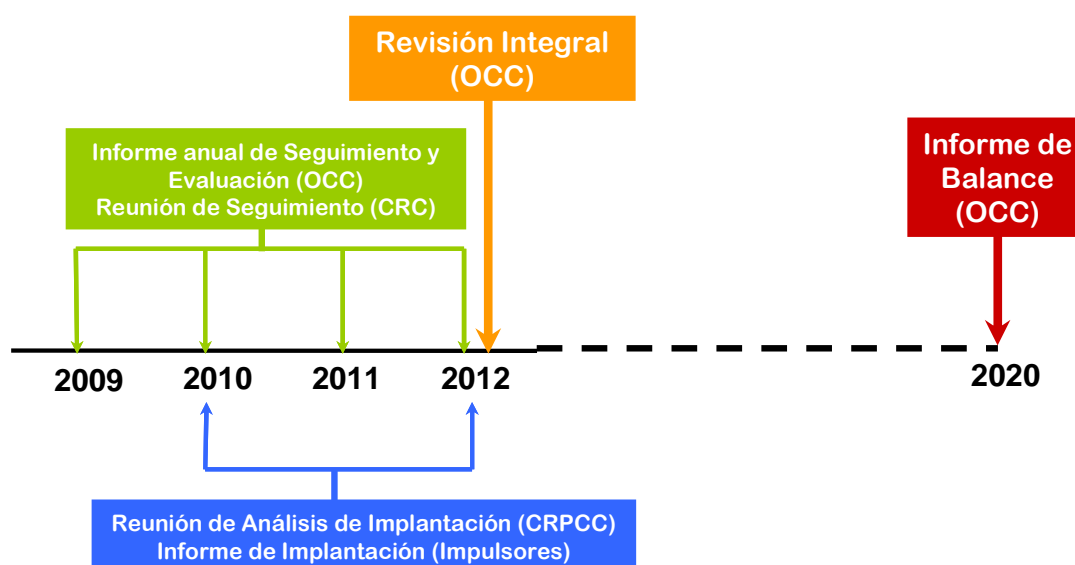 Revisión Integral
(OCC)
Informe anual de Seguimiento y
Evaluación (OCC)
Reunión de Seguimiento (CRC)
Informe de
Balance
(OCC)
2009
2010
2011
2012
2020
Reunión de Análisis de Implantación (CRPCC)
Informe de Implantación (Impulsores)